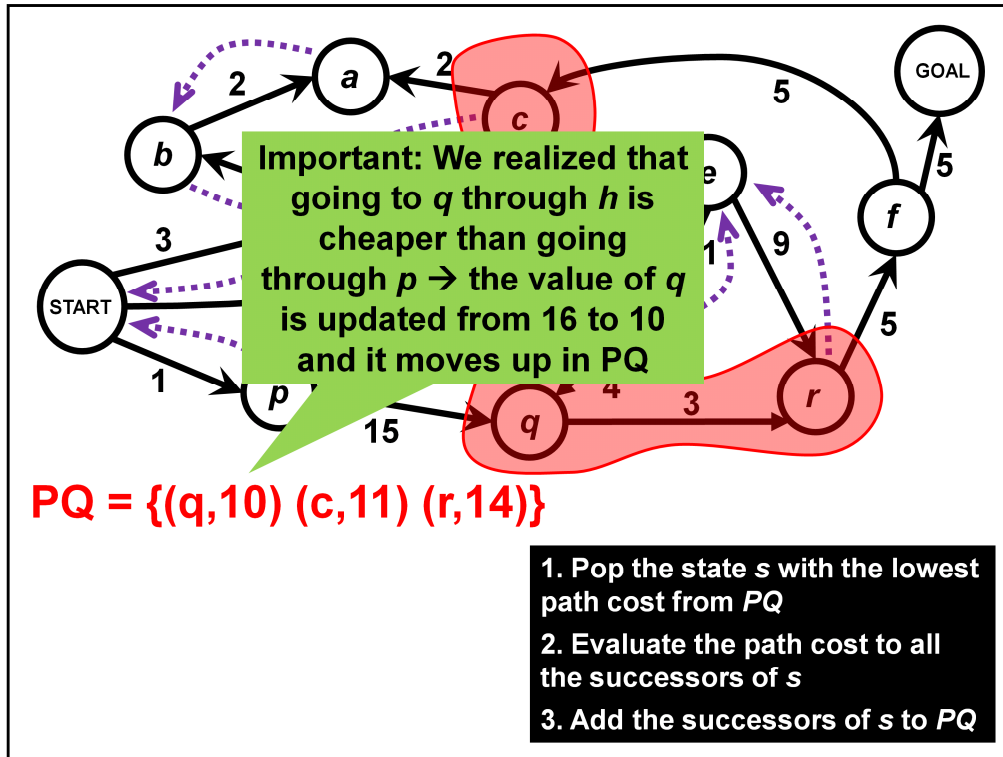 GOAL
2
a
2
5
2
c
b
5
e
f
3
1
9
START
5
1
p
15
q
4
3
r
Important: We realized that
going to q through h is
cheaper than going
through p → the value of q
is updated from 16 to 10
and it moves up in PQ
PQ = {(q,10) (c,11) (r,14)}
1. Pop the state s with the lowest
path cost from PQ
2. Evaluate the path cost to all
the successors of s
3. Add the successors of s to PQ